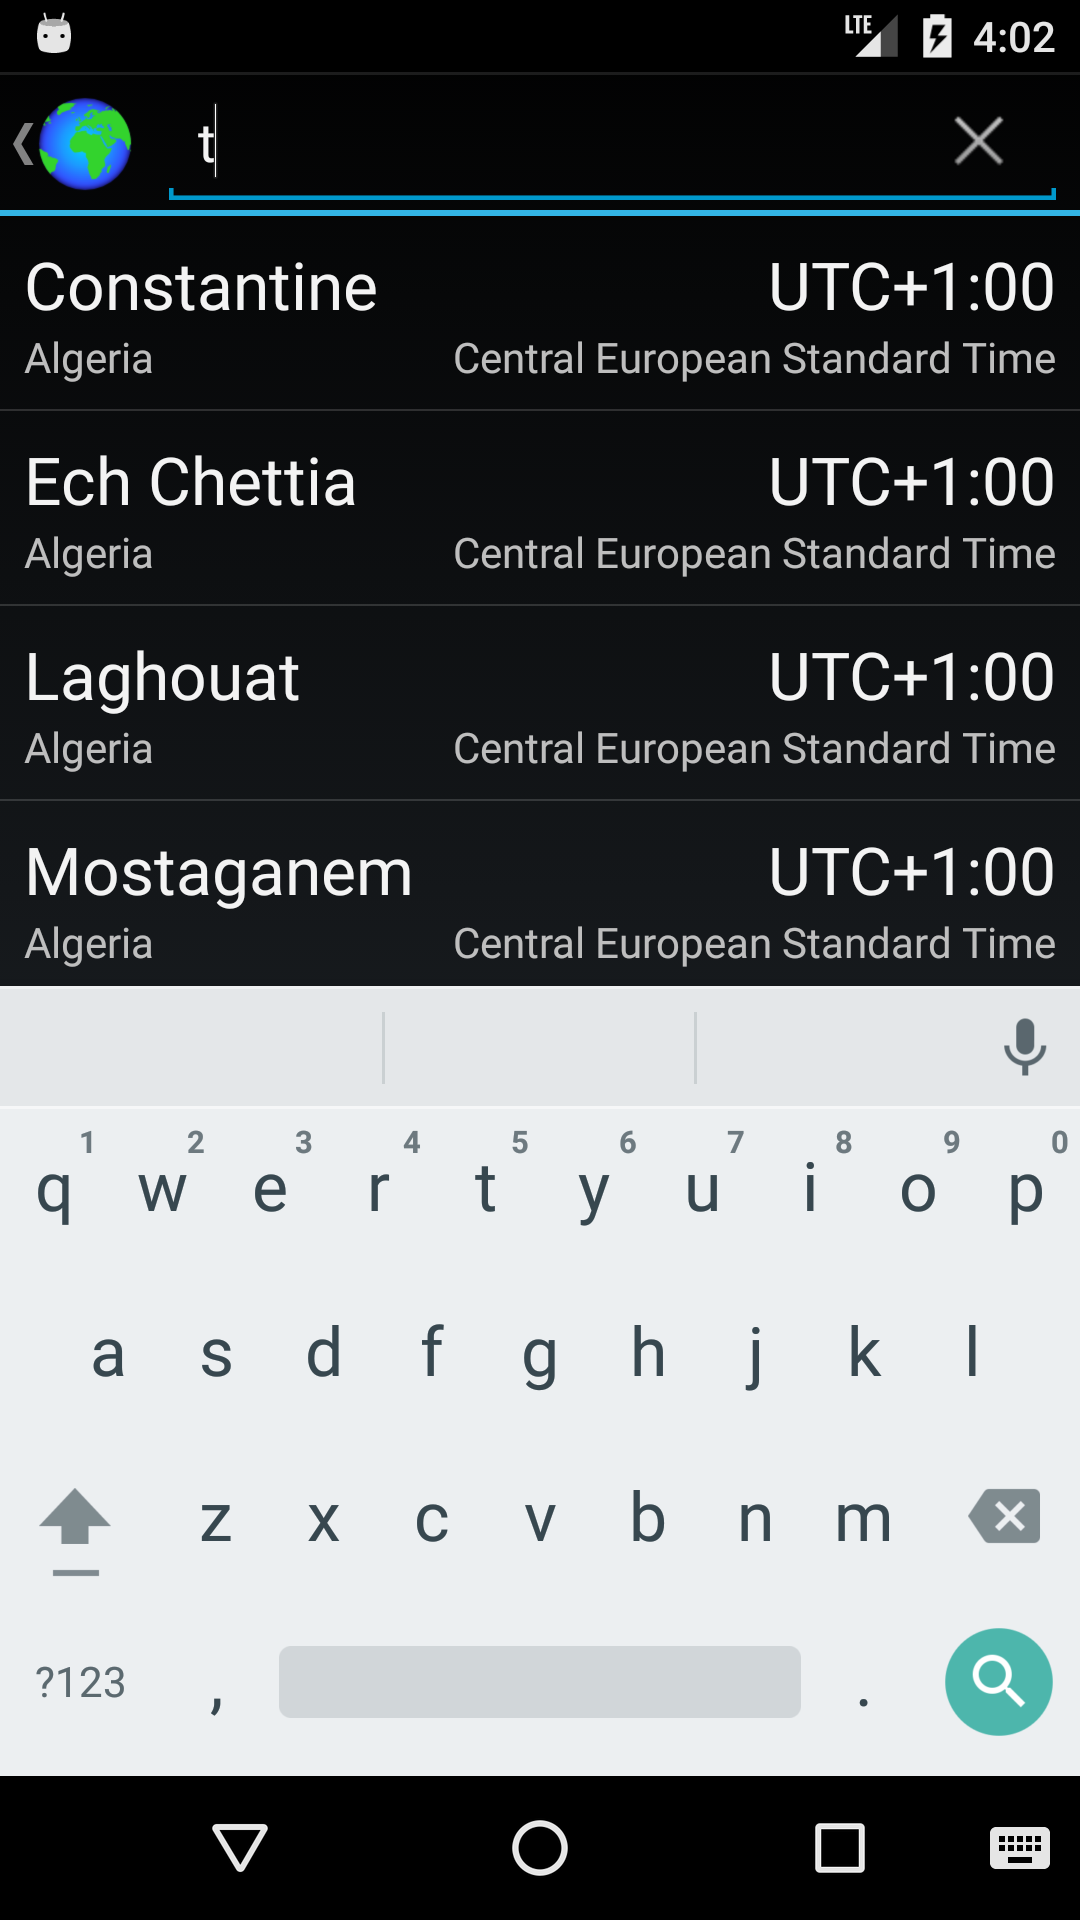 LTE 4:02
t
Constantine UTC+1:00
Algeria Central European Standard Time
Ech Chettia UTC+1:00
Algeria Central European Standard Time
Laghouat UTC+1:00
Algeria Central European Standard Time
Mostaganem UTC+1:00
Algeria Central European Standard Time
1 2 3 4 5 6 7 8 9 0
q w e r t y u i o p
a s d f g h j k l
z x c v b n m
?123 , .